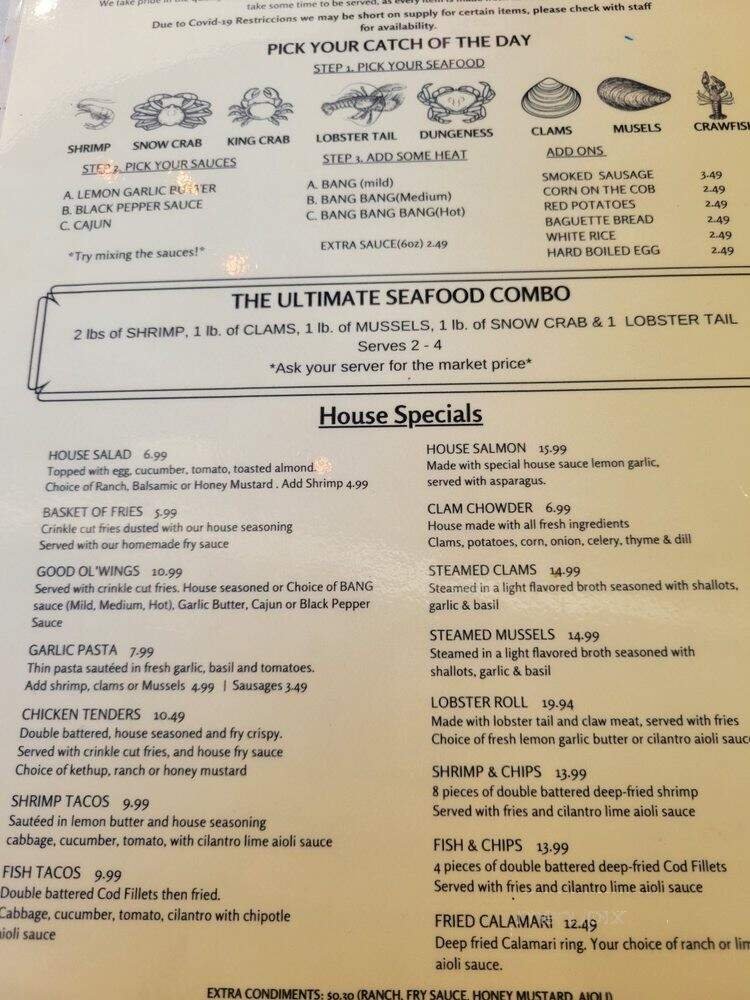 We take pride in the
take some time to be served, as every
Due to Covid-19 Restriccions we may be short on supply for certain items, please check with staff
for availability.
PICK YOUR CATCH OF THE DAY
STEP 1. PICK YOUR SEAFOOD
SHRIMP SNOW CRAB KING CRAB LOBSTER TAIL DUNGENESS CLAMS MUSELS CRAWFISH
STEP 2. PICK YOUR SAUCES
A. LEMON GARLIC BUTTER
B. BLACK PEPPER SAUCE
C. CAJUN
*Try mixing the sauces!*
STEP 3. ADD SOME HEAT
A. BANG (mild)
B. BANG BANG(Medium)
C. BANG BANG BANG(Hot)
EXTRA SAUCE(6oz) 2.49
ADD ONS
SMOKED SAUSAGE 3.49
CORN ON THE COB 2.49
RED POTATOES 2.49
BAGUETTE BREAD 2.49
WHITE RICE 2.49
HARD BOILED EGG 2.49
THE ULTIMATE SEAFOOD COMBO
2 lbs of SHRIMP, 1 lb. of CLAMS, 1 lb. of MUSSELS, 1 lb. of SNOW CRAB & 1 LOBSTER TAIL
Serves 2 - 4
*Ask your server for the market price*
House Specials
HOUSE SALAD 6.99
Topped with egg, cucumber, tomato, toasted almond.
Choice of Ranch, Balsamic or Honey Mustard . Add Shrimp 4.99
BASKET OF FRIES 5.99
Crinkle cut fries dusted with our house seasoning
Served with our homemade fry sauce
GOOD OL'WINGS 10.99
Served with crinkle cut fries. House seasoned or Choice of BANG
sauce (Mild, Medium, Hot), Garlic Butter, Cajun or Black Pepper
Sauce
GARLIC PASTA 7.99
Thin pasta sautéed in fresh garlic, basil and tomatoes.
Add shrimp, clams or Mussels 4.99 | Sausages 3.49
CHICKEN TENDERS 10.49
Double battered, house seasoned and fry crispy.
Served with crinkle cut fries, and house fry sauce
Choice of kethup, ranch or honey mustard
SHRIMP TACOS 9.99
Sautéed in lemon butter and house seasoning
cabbage, cucumber, tomato, with cilantro lime aioli sauce
FISH TACOS 9.99
Double battered Cod Fillets then fried.
Cabbage, cucumber, tomato, cilantro with chipotle
aioli sauce
HOUSE SALMON 15.99
Made with special house sauce lemon garlic,
served with asparagus.
CLAM CHOWDER 6.99
House made with all fresh ingredients
Clams, potatoes, corn, onion, celery, thyme & dill
STEAMED CLAMS 14.99
Steamed in a light flavored broth seasoned with shallots,
garlic & basil
STEAMED MUSSELS 14.99
Steamed in a light flavored broth seasoned with
shallots, garlic & basil
LOBSTER ROLL 19.94
Made with lobster tail and claw meat, served with fries
Choice of fresh lemon garlic butter or cilantro aioli sauce
SHRIMP & CHIPS 13.99
8 pieces of double battered deep-fried shrimp
Served with fries and cilantro lime aioli sauce
FISH & CHIPS 13.99
4 pieces of double battered deep-fried Cod Fillets
Served with fries and cilantro lime aioli sauce
FRIED CALAMARI 12.49
Deep fried Calamari ring. Your choice of ranch or lim
aioli sauce.
EXTRA CONDIMENTS: $0.30 (RANCH, FRY SAUCE, HONEY MUSTARD, AIOLI)